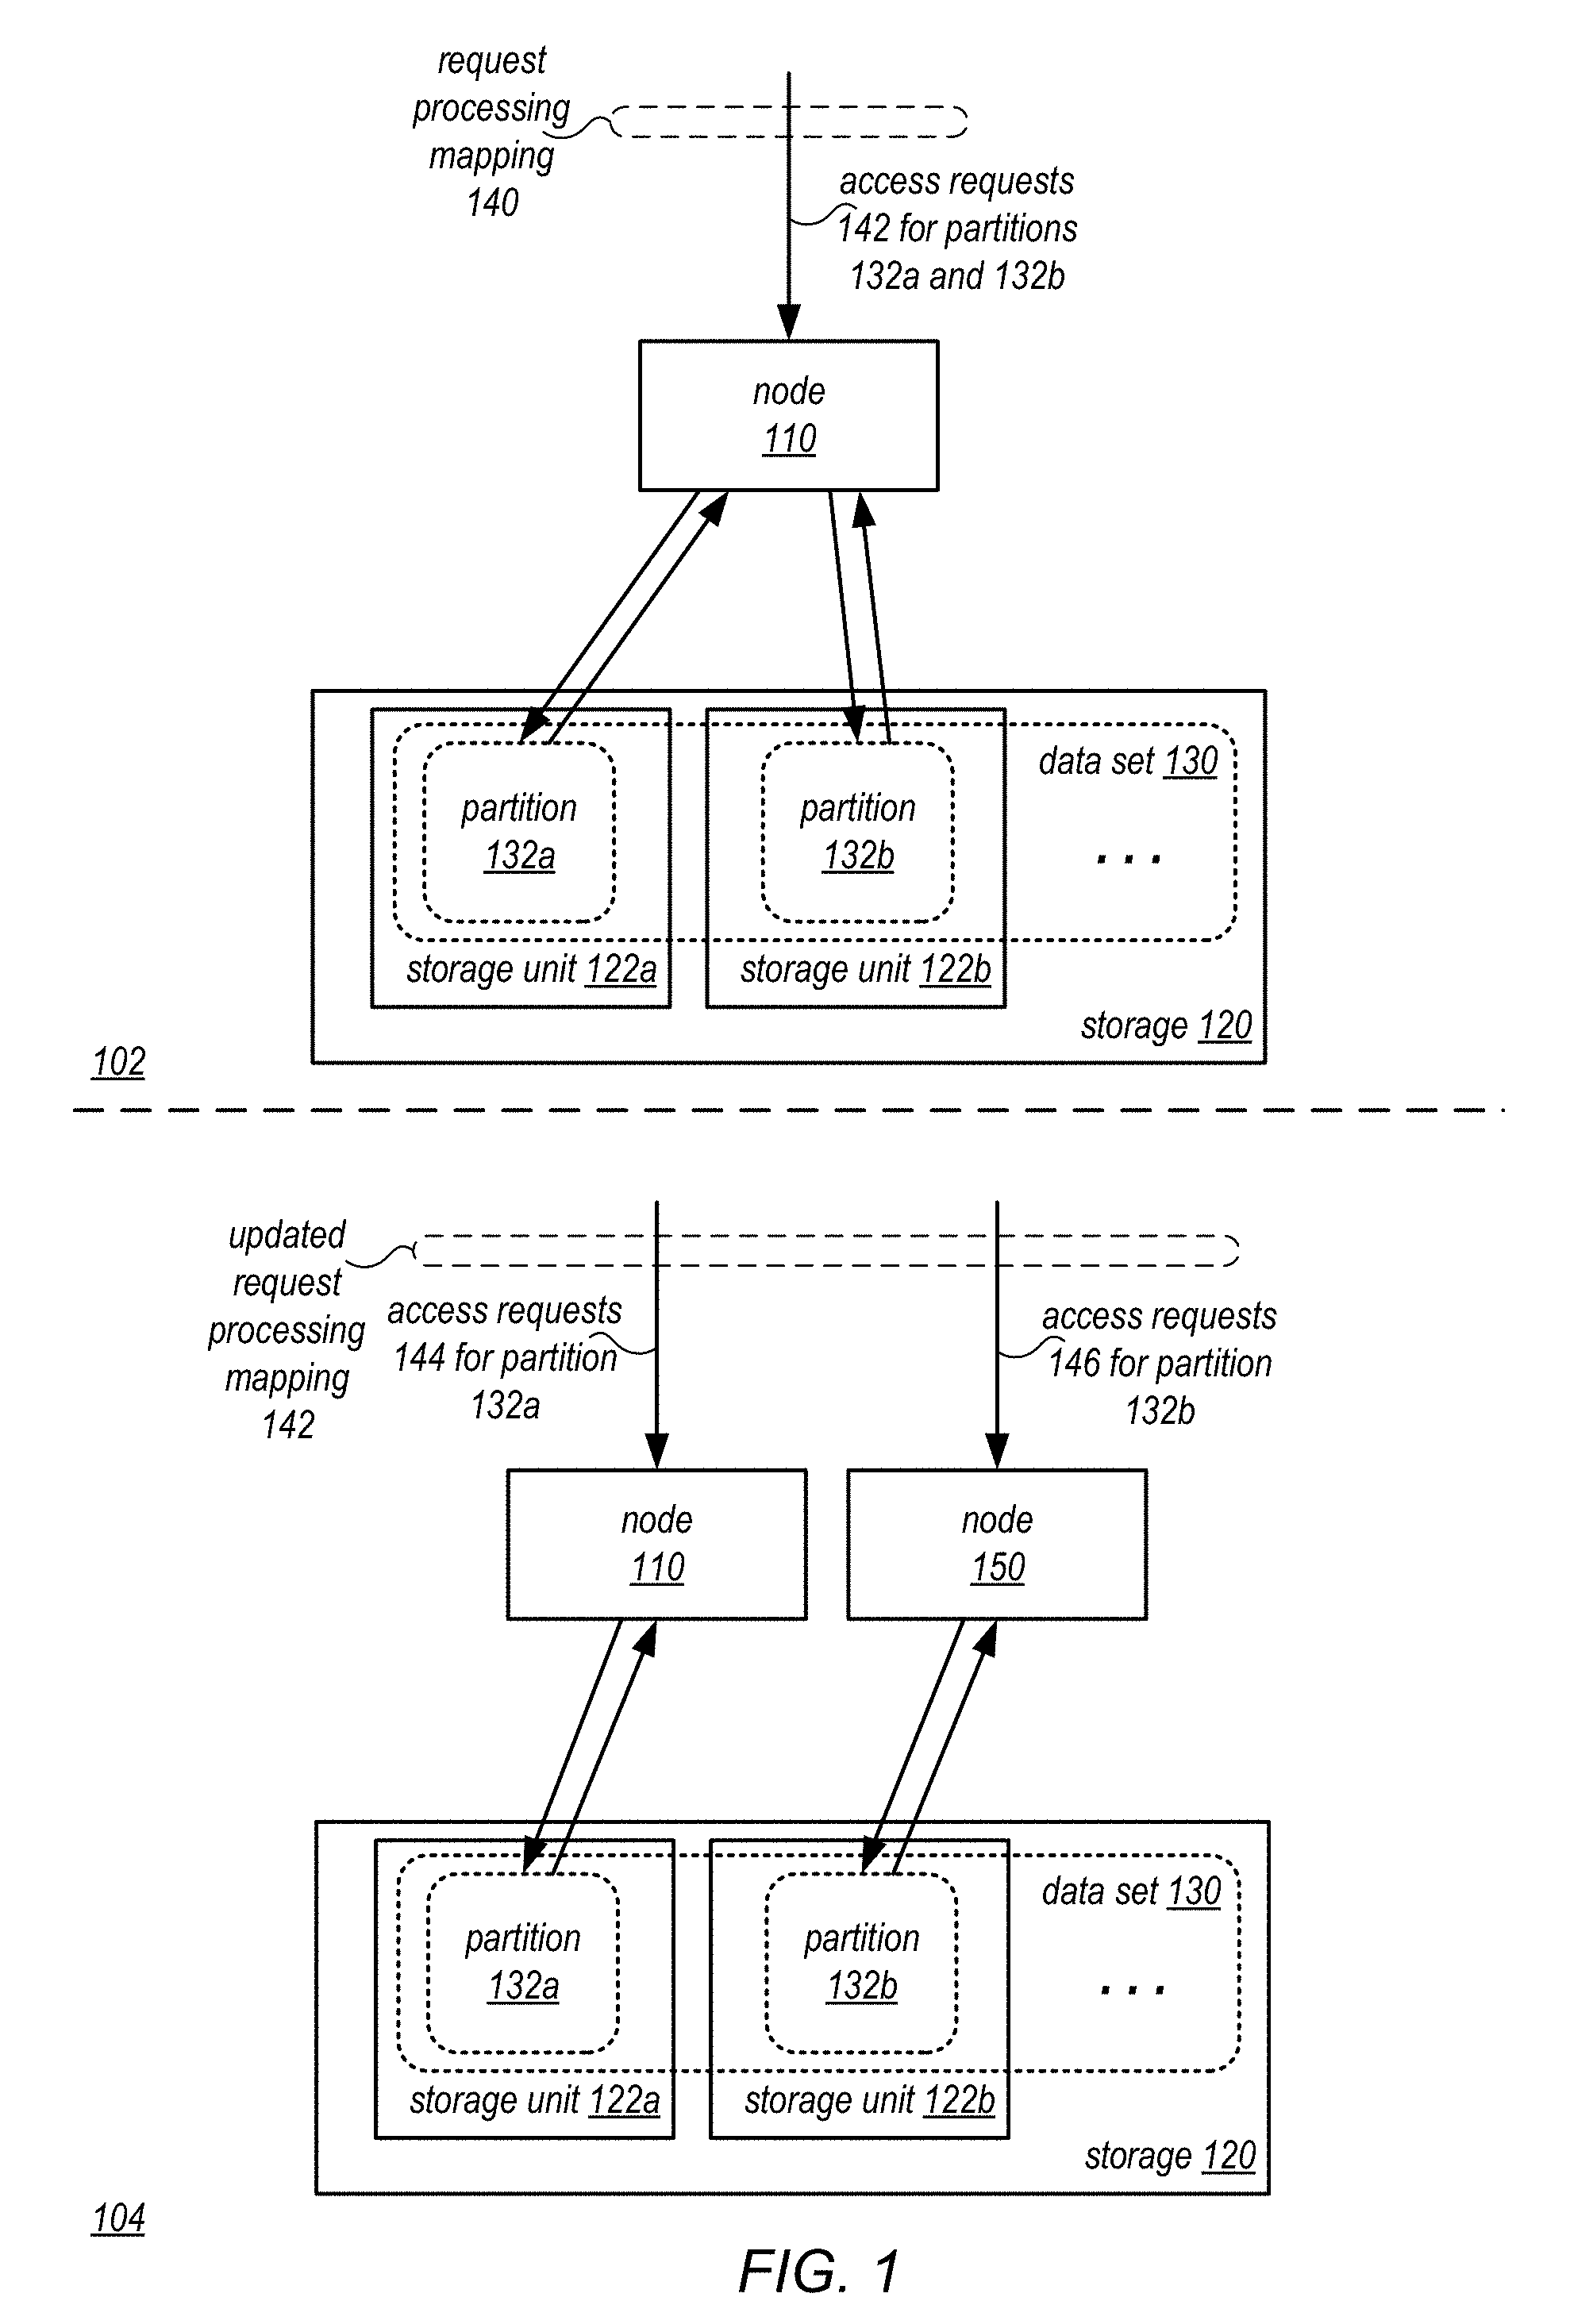 request
processing
mapping
140
access requests
142 for partitions
132a and 132b
node
110
data set 130
partition
132a
partition
132b
. . .
storage unit 122a
storage unit 122b
storage 120
102
updated
request
processing
mapping
142
access requests
144 for partition
132a
access requests
146 for partition
132b
node
110
node
150
data set 130
partition
132a
partition
132b
. . .
storage unit 122a
storage unit 122b
storage 120
104
FIG. 1